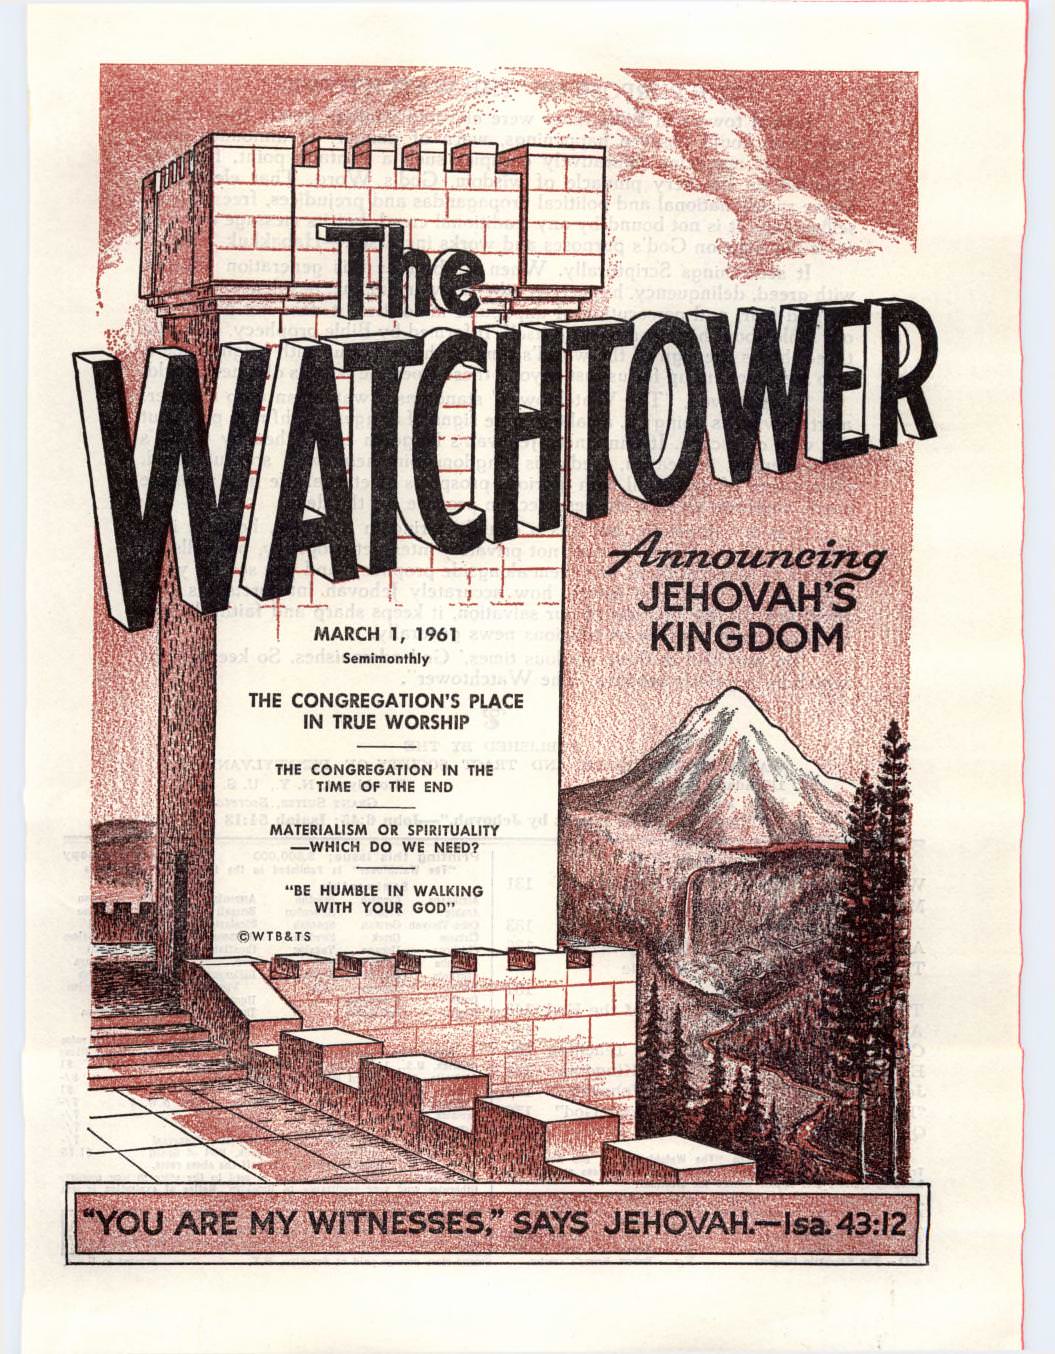 The
WATCHTOWER
Announcing
JEHOVAH'S
KINGDOM
MARCH 1, 1961
Semimonthly
THE CONGREGATION'S PLACE
IN TRUE WORSHIP
THE CONGREGATION IN THE
TIME OF THE END
MATERIALISM OR SPIRITUALITY
—WHICH DO WE NEED?
"BE HUMBLE IN WALKING
WITH YOUR GOD"
©WTB&TS
"YOU ARE MY WITNESSES," SAYS JEHOVAH.—Isa. 43:12